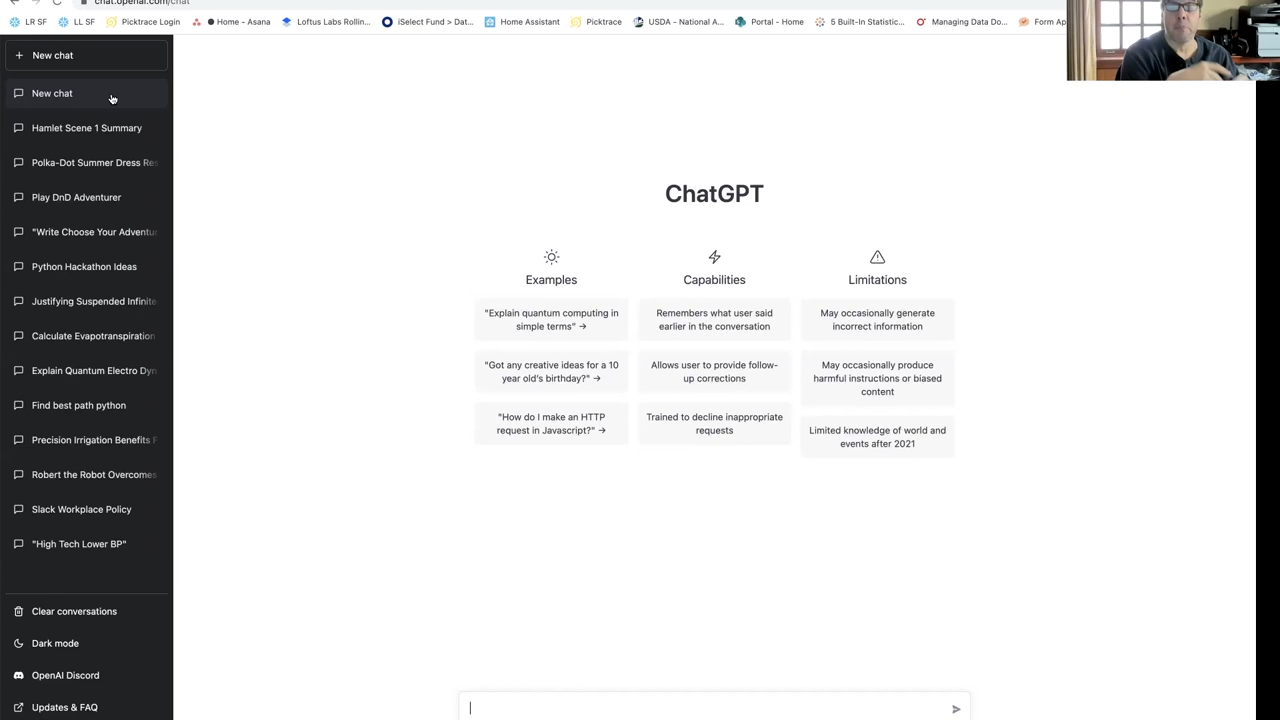 chat.openai.com/chat
LR SF
LL SF
Picktrace Login
Home - Asana
Loftus Labs Rollin...
iSelect Fund > Dat...
Home Assistant
Picktrace
USDA - National A...
Portal - Home
5 Built-In Statistic...
Managing Data Do...
Form Ap
New chat
New chat
Hamlet Scene 1 Summary
Polka-Dot Summer Dress Res
Play DnD Adventurer
"Write Choose Your Adventu
Python Hackathon Ideas
Justifying Suspended Infinite
Calculate Evapotranspiration
Explain Quantum Electro Dyn
Find best path python
Precision Irrigation Benefits F
Robert the Robot Overcomes
Slack Workplace Policy
"High Tech Lower BP"
Clear conversations
Dark mode
OpenAI Discord
Updates & FAQ
ChatGPT
Examples
"Explain quantum computing in
simple terms" →
"Got any creative ideas for a 10
year old's birthday?" →
"How do I make an HTTP
request in Javascript?" →
Capabilities
Remembers what user said
earlier in the conversation
Allows user to provide follow-
up corrections
Trained to decline inappropriate
requests
Limitations
May occasionally generate
incorrect information
May occasionally produce
harmful instructions or biased
content
Limited knowledge of world and
events after 2021